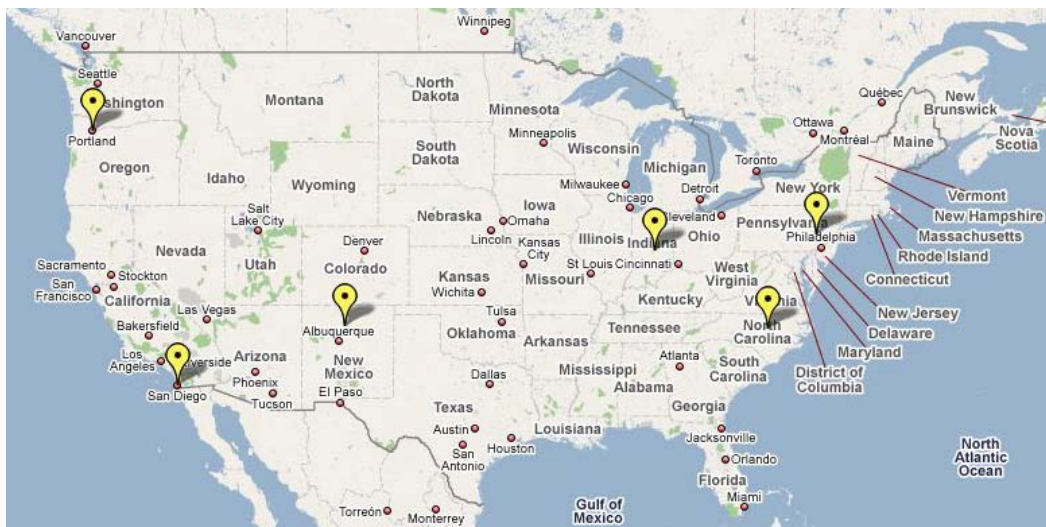 Winnipeg
Vancouver
Seattle
shington
Portland
Oregon
Montana
North
Dakota
Minnesota
Minneapolis
South
Dakota
Idaho
Wyoming
Wisconsin
Michigan
Milwaukee
Chicago
Detroit
Toronto
Ottawa
Montréal
Québec
New
Brunswick
Nova
Scotia
Maine
Vermont
New Hampshire
Massachusetts
Rhode Island
Connecticut
New York
Pennsylvania
Philadelphia
New Jersey
Delaware
Maryland
District of
Columbia
Salt
Lake City
Nevada
Utah
Denver
Colorado
Nebraska
Iowa
Omaha
Lincoln
Kansas
City
Illinois
Indiana
Ohio
Cleveland
Sacramento
Stockton
San
Francisco
California
Las Vegas
Bakersfield
Los
Angeles
verside
San Diego
Arizona
Phoenix
Tucson
Albuquerque
New
Mexico
El Paso
Kansas
Wichita
Missouri
St Louis
Cincinnati
West
Virginia
Kentucky
Virginia
Tulsa
Oklahoma
Arkansas
Tennessee
North
Carolina
Dallas
Mississippi
Alabama
Atlanta
South
Carolina
Georgia
Texas
Austin
San
Antonio
Houston
Louisiana
Jacksonville
Orlando
Florida
Miami
Torreón
Monterrey
Gulf of
Mexico
North
Atlantic
Ocean